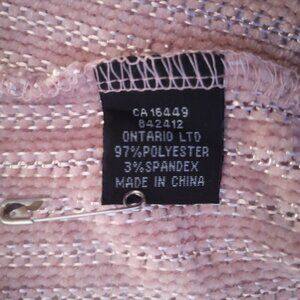 CA16449
842412
ONTARIO LTD
97%POLYESTER
3%SPANDEX
MADE IN CHINA